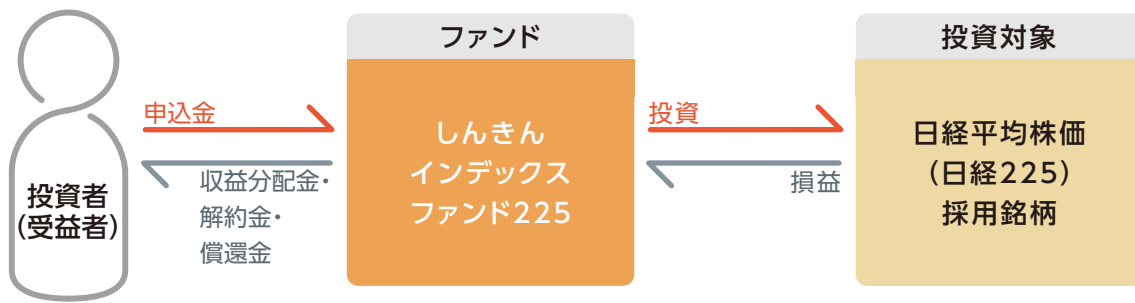 投資者
(受益者)
申込金
収益分配金・
解約金・
償還金
ファンド
しんきん
インデックス
ファンド225
投資
損益
投資対象
日経平均株価
(日経225)
採用銘柄